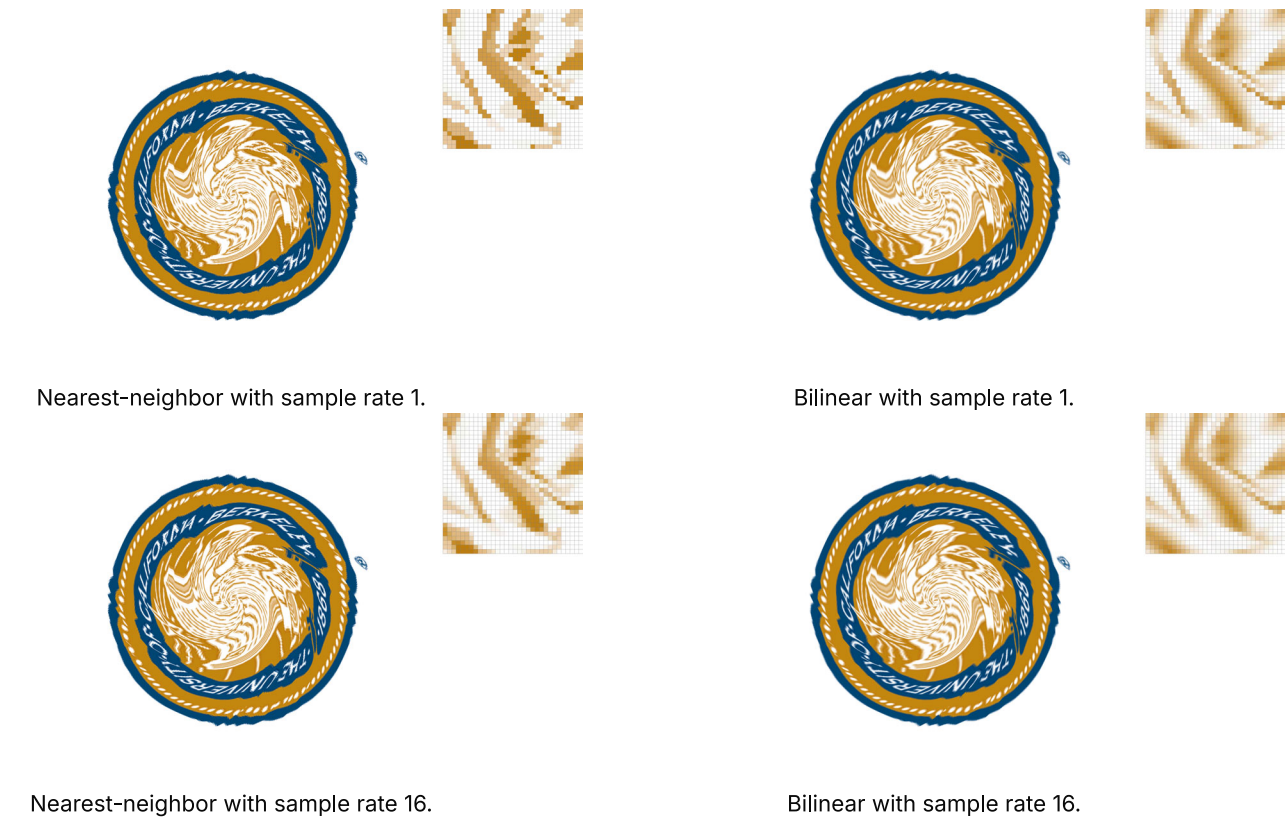 CALIFORNIA · BERKELEY
· 1868 ·
THE UNIVERSITY OF
Nearest-neighbor with sample rate 1.
CALIFORNIA · BERKELEY
· 1868 ·
THE UNIVERSITY OF
Bilinear with sample rate 1.
CALIFORNIA · BERKELEY
· 1868 ·
THE UNIVERSITY OF
Nearest-neighbor with sample rate 16.
CALIFORNIA · BERKELEY
· 1868 ·
THE UNIVERSITY OF
Bilinear with sample rate 16.